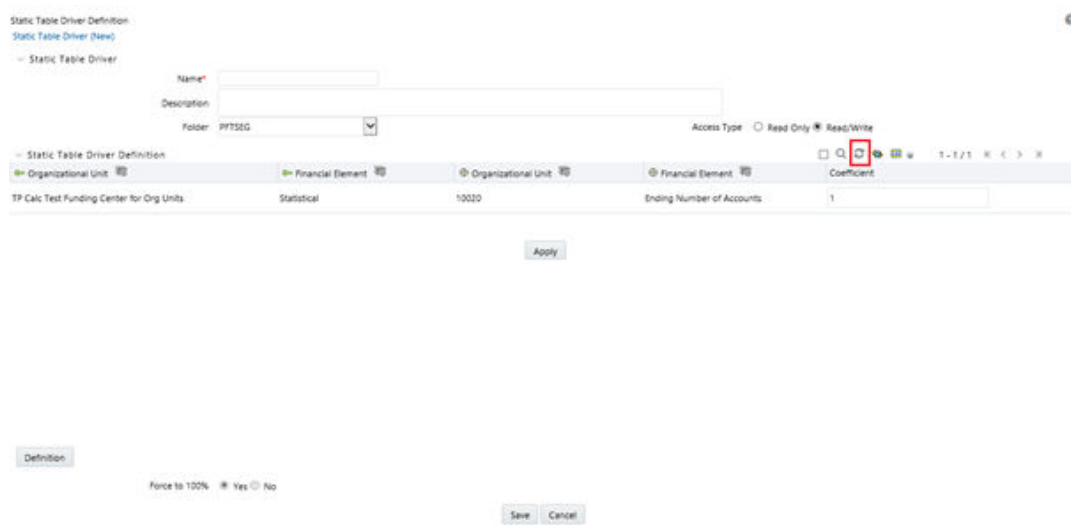 Static Table Driver Definition
Static Table Driver (New)
Static Table Driver
Name*
Description
Folder PFTSEG Access Type Read Only Read/Write
Static Table Driver Definition 1-1/1
Organizational Unit Financial Element Organizational Unit Financial Element Coefficient
TP Calc Test Funding Center for Org Units Statistical 10020 Ending Number of Accounts 1
Apply
Definition
Force to 100% Yes No
Save Cancel